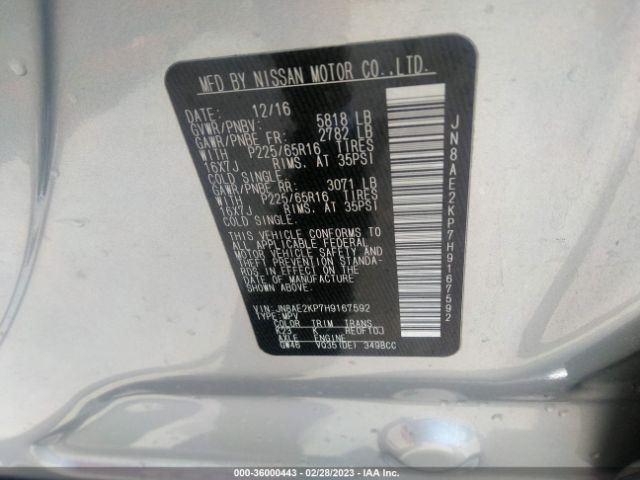 MFD BY NISSAN MOTOR CO.,LTD.
DATE: 12/16
GVWR/PNBV: 5818 LB
GAWR/PNBE FR: 2782 LB
WITH P225/65R16 TIRES
16X7J RIMS. AT 35PSI
COLD SINGLE.
GAWR/PNBE RR: 3071 LB
WITH P225/65R16 TIRES
16X7J RIMS. AT 35PSI
COLD SINGLE.
THIS VEHICLE CONFORMS TO
ALL APPLICABLE FEDERAL
MOTOR VEHICLE SAFETY AND
THEFT PREVENTION STANDA-
RDS IN EFFECT ON THE
DATE OF MANUFACTURE
SHOWN ABOVE.
VIN:JN8AE2KP7H9167592
TYPE:MPV
COLOR TRIM TRANS
K23 K RE0F10J
AXLE ENGINE
GW46 VQ35(DE) 3498CC
JN8AE2KP7H9167592
000-36000443 - 02/28/2023 - IAA Inc.